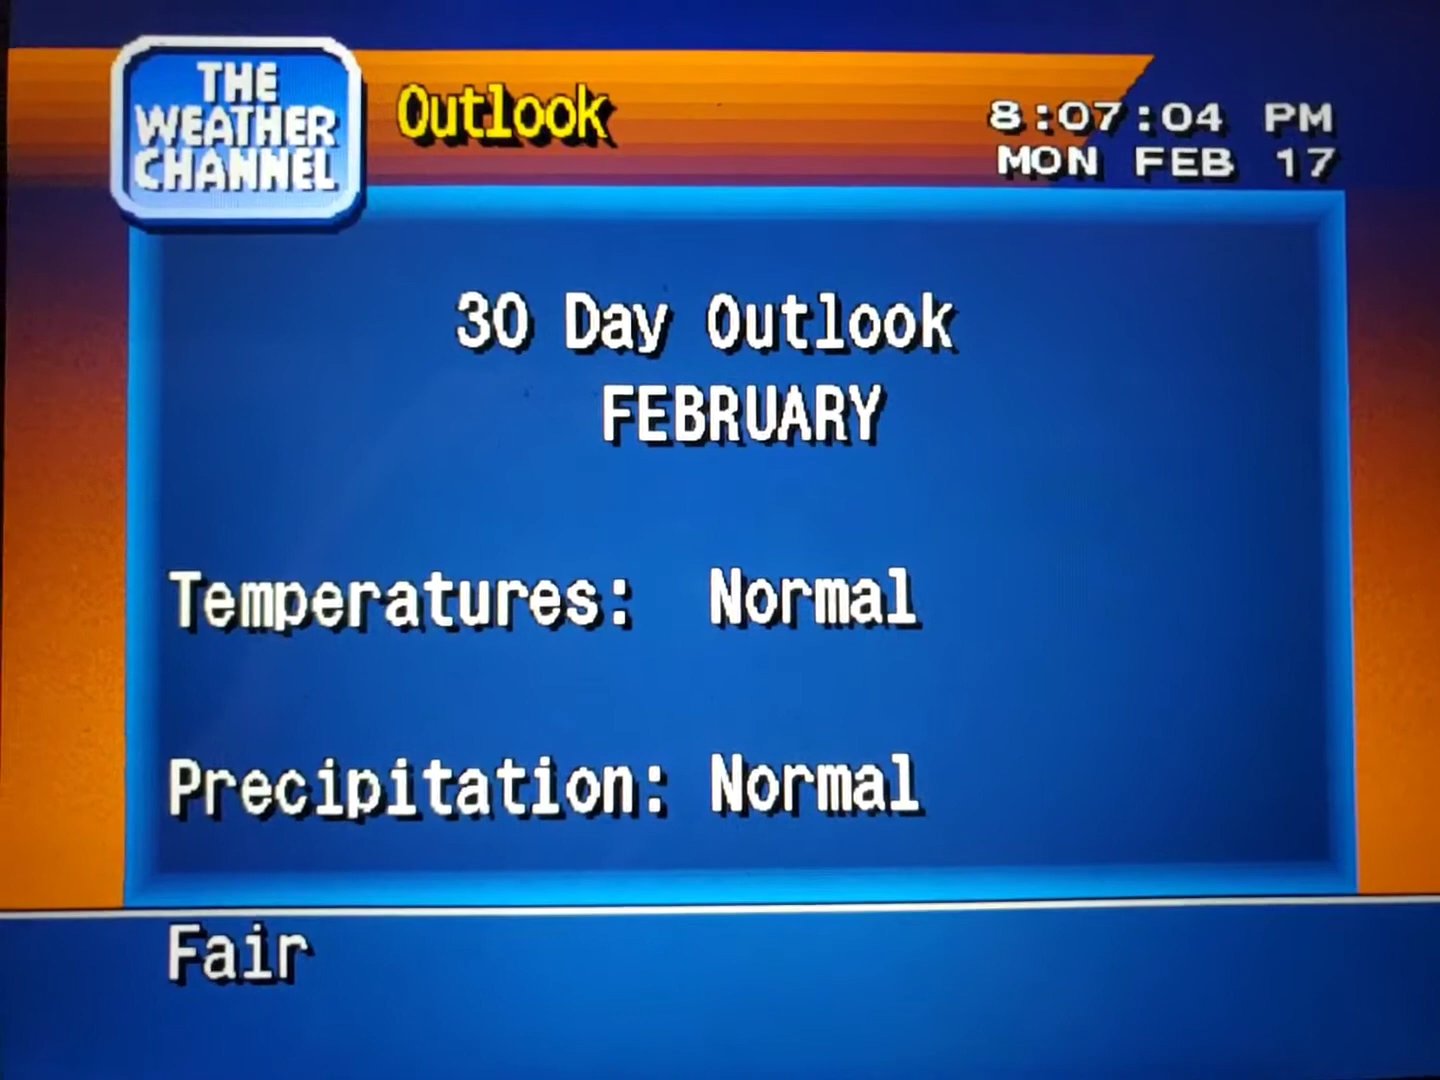 THE
WEATHER
CHANNEL
Outlook
8:07:04 PM
MON FEB 17
30 Day Outlook
FEBRUARY
Temperatures: Normal
Precipitation: Normal
Fair